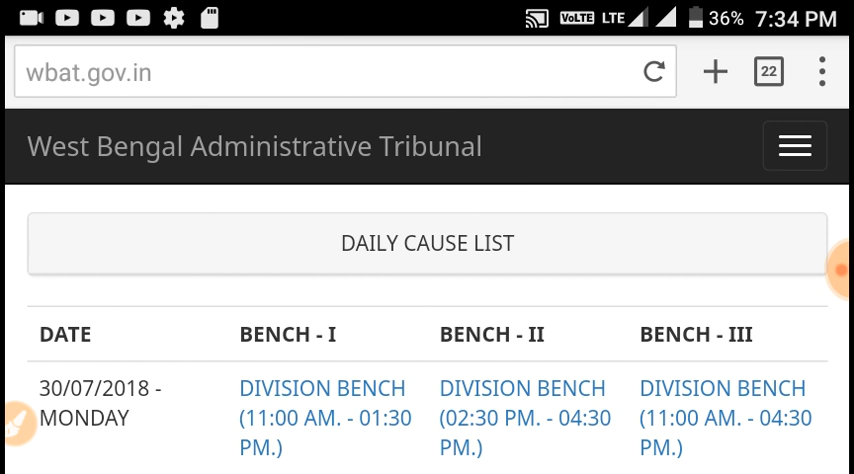 VoLTE LTE 36% 7:34 PM
wbat.gov.in 22
West Bengal Administrative Tribunal
DAILY CAUSE LIST
DATE BENCH - I BENCH - II BENCH - III
30/07/2018 - DIVISION BENCH DIVISION BENCH DIVISION BENCH
MONDAY (11:00 AM. - 01:30 (02:30 PM. - 04:30 (11:00 AM. - 04:30
PM.) PM.) PM.)